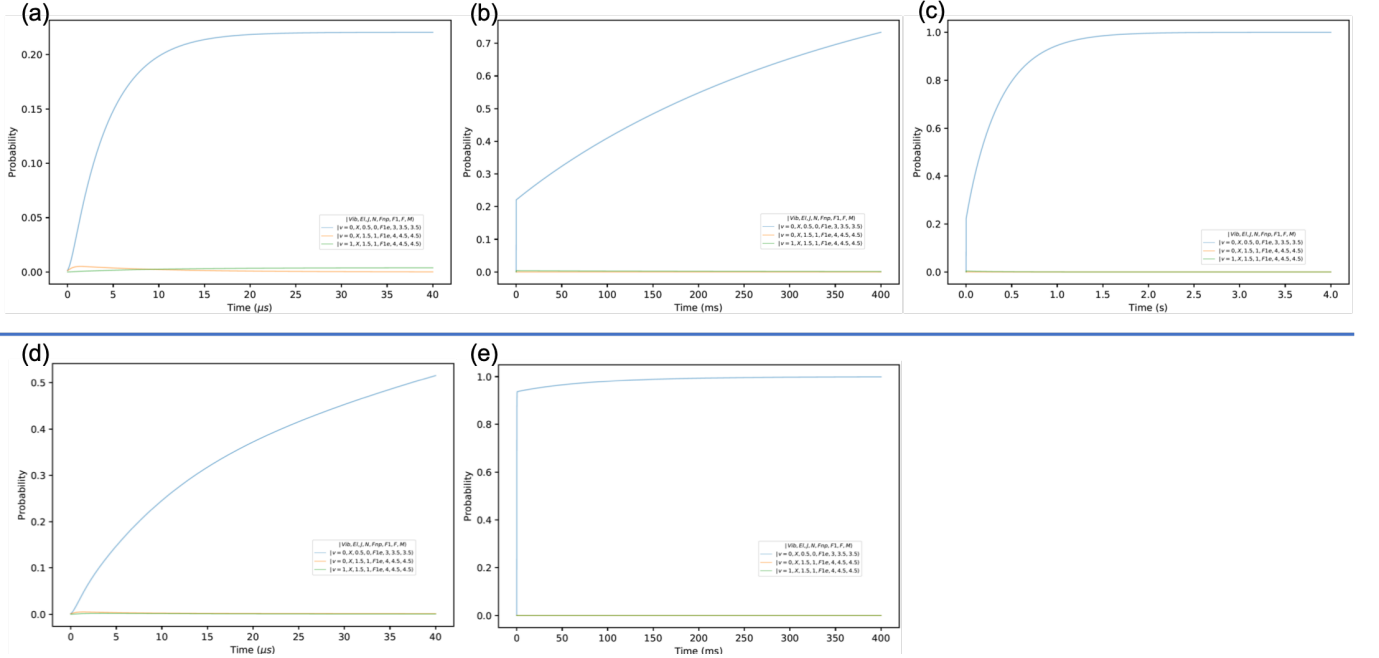 (a)
Probability
0.20
0.15
0.10
0.05
0.00
|Vib, El, J, N, Fnp, F1, F, M⟩
|v = 0, X, 0.5, 0, F1e, 3, 3.5, 3.5⟩
|v = 0, X, 1.5, 1, F1e, 4, 4.5, 4.5⟩
|v = 1, X, 1.5, 1, F1e, 4, 4.5, 4.5⟩
0 5 10 15 20 25 30 35 40
Time (μs)
(b)
Probability
0.7
0.6
0.5
0.4
0.3
0.2
0.1
0.0
|Vib, El, J, N, Fnp, F1, F, M⟩
|v = 0, X, 0.5, 0, F1e, 3, 3.5, 3.5⟩
|v = 0, X, 1.5, 1, F1e, 4, 4.5, 4.5⟩
|v = 1, X, 1.5, 1, F1e, 4, 4.5, 4.5⟩
0 50 100 150 200 250 300 350 400
Time (ms)
(c)
Probability
1.0
0.8
0.6
0.4
0.2
0.0
|Vib, El, J, N, Fnp, F1, F, M⟩
|v = 0, X, 0.5, 0, F1e, 3, 3.5, 3.5⟩
|v = 0, X, 1.5, 1, F1e, 4, 4.5, 4.5⟩
|v = 1, X, 1.5, 1, F1e, 4, 4.5, 4.5⟩
0.0 0.5 1.0 1.5 2.0 2.5 3.0 3.5 4.0
Time (s)
(d)
Probability
0.5
0.4
0.3
0.2
0.1
0.0
|Vib, El, J, N, Fnp, F1, F, M⟩
|v = 0, X, 0.5, 0, F1e, 3, 3.5, 3.5⟩
|v = 0, X, 1.5, 1, F1e, 4, 4.5, 4.5⟩
|v = 1, X, 1.5, 1, F1e, 4, 4.5, 4.5⟩
0 5 10 15 20 25 30 35 40
Time (μs)
(e)
Probability
1.0
0.8
0.6
0.4
0.2
0.0
|Vib, El, J, N, Fnp, F1, F, M⟩
|v = 0, X, 0.5, 0, F1e, 3, 3.5, 3.5⟩
|v = 0, X, 1.5, 1, F1e, 4, 4.5, 4.5⟩
|v = 1, X, 1.5, 1, F1e, 4, 4.5, 4.5⟩
0 50 100 150 200 250 300 350 400
Time (ms)